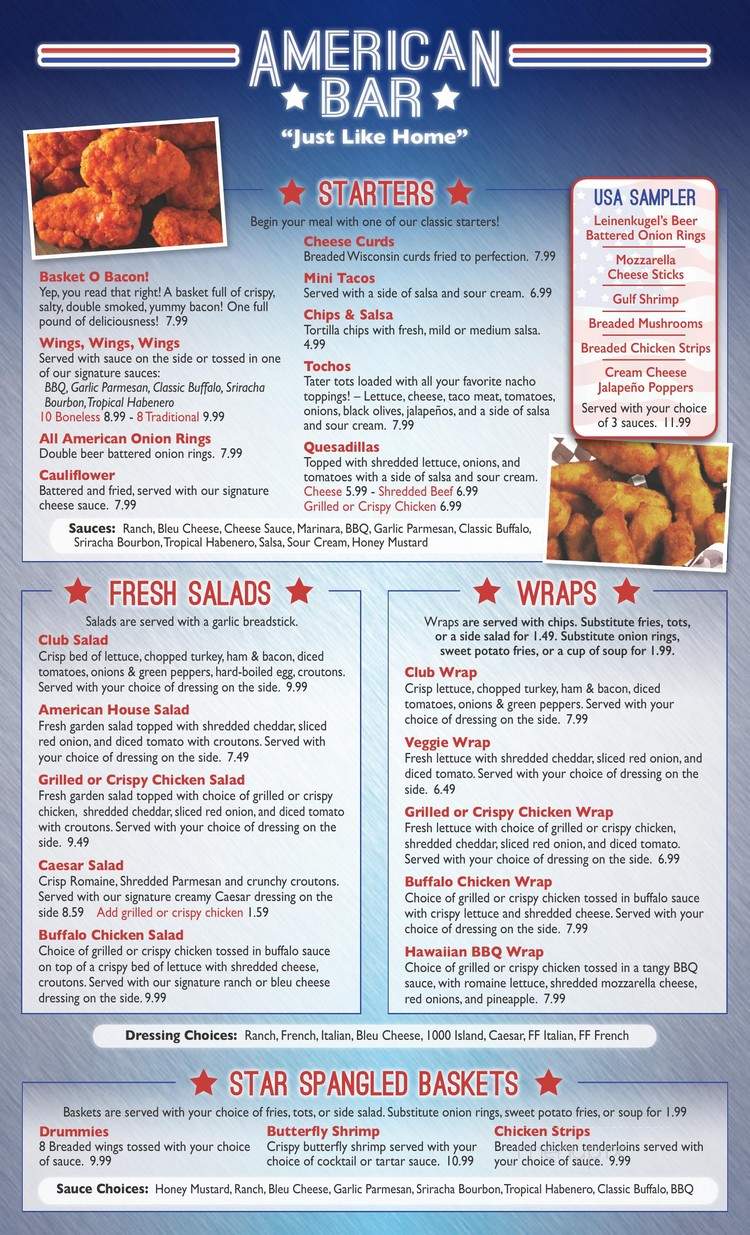 AMERICAN
BAR
“Just Like Home”
STARTERS
Begin your meal with one of our classic starters!
Basket O Bacon!
Yep, you read that right! A basket full of crispy,
salty, double smoked, yummy bacon! One full
pound of deliciousness! 7.99
Wings, Wings, Wings
Served with sauce on the side or tossed in one
of our signature sauces:
BBQ, Garlic Parmesan, Classic Buffalo, Sriracha
Bourbon, Tropical Habenero
10 Boneless 8.99 - 8 Traditional 9.99
All American Onion Rings
Double beer battered onion rings. 7.99
Cauliflower
Battered and fried, served with our signature
cheese sauce. 7.99
Cheese Curds
Breaded Wisconsin curds fried to perfection. 7.99
Mini Tacos
Served with a side of salsa and sour cream. 6.99
Chips & Salsa
Tortilla chips with fresh, mild or medium salsa.
4.99
Tochos
Tater tots loaded with all your favorite nacho
toppings! – Lettuce, cheese, taco meat, tomatoes,
onions, black olives, jalapeños, and a side of salsa
and sour cream. 7.99
Quesadillas
Topped with shredded lettuce, onions, and
tomatoes with a side of salsa and sour cream.
Cheese 5.99 - Shredded Beef 6.99
Grilled or Crispy Chicken 6.99
USA SAMPLER
Leinenkugel's Beer
Battered Onion Rings
Mozzarella
Cheese Sticks
Gulf Shrimp
Breaded Mushrooms
Breaded Chicken Strips
Cream Cheese
Jalapeño Poppers
Served with your choice
of 3 sauces. 11.99
Sauces: Ranch, Bleu Cheese, Cheese Sauce, Marinara, BBQ, Garlic Parmesan, Classic Buffalo,
Sriracha Bourbon, Tropical Habenero, Salsa, Sour Cream, Honey Mustard
FRESH SALADS
Salads are served with a garlic breadstick.
Club Salad
Crisp bed of lettuce, chopped turkey, ham & bacon, diced
tomatoes, onions & green peppers, hard-boiled egg, croutons.
Served with your choice of dressing on the side. 9.99
American House Salad
Fresh garden salad topped with shredded cheddar, sliced
red onion, and diced tomato with croutons. Served with
your choice of dressing on the side. 7.49
Grilled or Crispy Chicken Salad
Fresh garden salad topped with choice of grilled or crispy
chicken, shredded cheddar, sliced red onion, and diced tomato
with croutons. Served with your choice of dressing on the
side. 9.49
Caesar Salad
Crisp Romaine, Shredded Parmesan and crunchy croutons.
Served with our signature creamy Caesar dressing on the
side 8.59 Add grilled or crispy chicken 1.59
Buffalo Chicken Salad
Choice of grilled or crispy chicken tossed in buffalo sauce
on top of a crispy bed of lettuce with shredded cheese,
croutons. Served with our signature ranch or bleu cheese
dressing on the side. 9.99
WRAPS
Wraps are served with chips. Substitute fries, tots,
or a side salad for 1.49. Substitute onion rings,
sweet potato fries, or a cup of soup for 1.99.
Club Wrap
Crisp lettuce, chopped turkey, ham & bacon, diced
tomatoes, onions & green peppers. Served with your
choice of dressing on the side. 7.99
Veggie Wrap
Fresh lettuce with shredded cheddar, sliced red onion, and
diced tomato. Served with your choice of dressing on the
side. 6.49
Grilled or Crispy Chicken Wrap
Fresh lettuce with choice of grilled or crispy chicken,
shredded cheddar, sliced red onion, and diced tomato.
Served with your choice of dressing on the side. 6.99
Buffalo Chicken Wrap
Choice of grilled or crispy chicken tossed in buffalo sauce
with crispy lettuce and shredded cheese. Served with your
choice of dressing on the side. 7.99
Hawaiian BBQ Wrap
Choice of grilled or crispy chicken tossed in a tangy BBQ
sauce, with romaine lettuce, shredded mozzarella cheese,
red onions, and pineapple. 7.99
Dressing Choices: Ranch, French, Italian, Bleu Cheese, 1000 Island, Caesar, FF Italian, FF French
STAR SPANGLED BASKETS
Baskets are served with your choice of fries, tots, or side salad. Substitute onion rings, sweet potato fries, or soup for 1.99
Drummies
8 Breaded wings tossed with your choice
of sauce. 9.99
Butterfly Shrimp
Crispy butterfly shrimp served with your
choice of cocktail or tartar sauce. 10.99
Chicken Strips
Breaded chicken tenderloins served with
your choice of sauce. 9.99
Sauce Choices: Honey Mustard, Ranch, Bleu Cheese, Garlic Parmesan, Sriracha Bourbon, Tropical Habenero, Classic Buffalo, BBQ